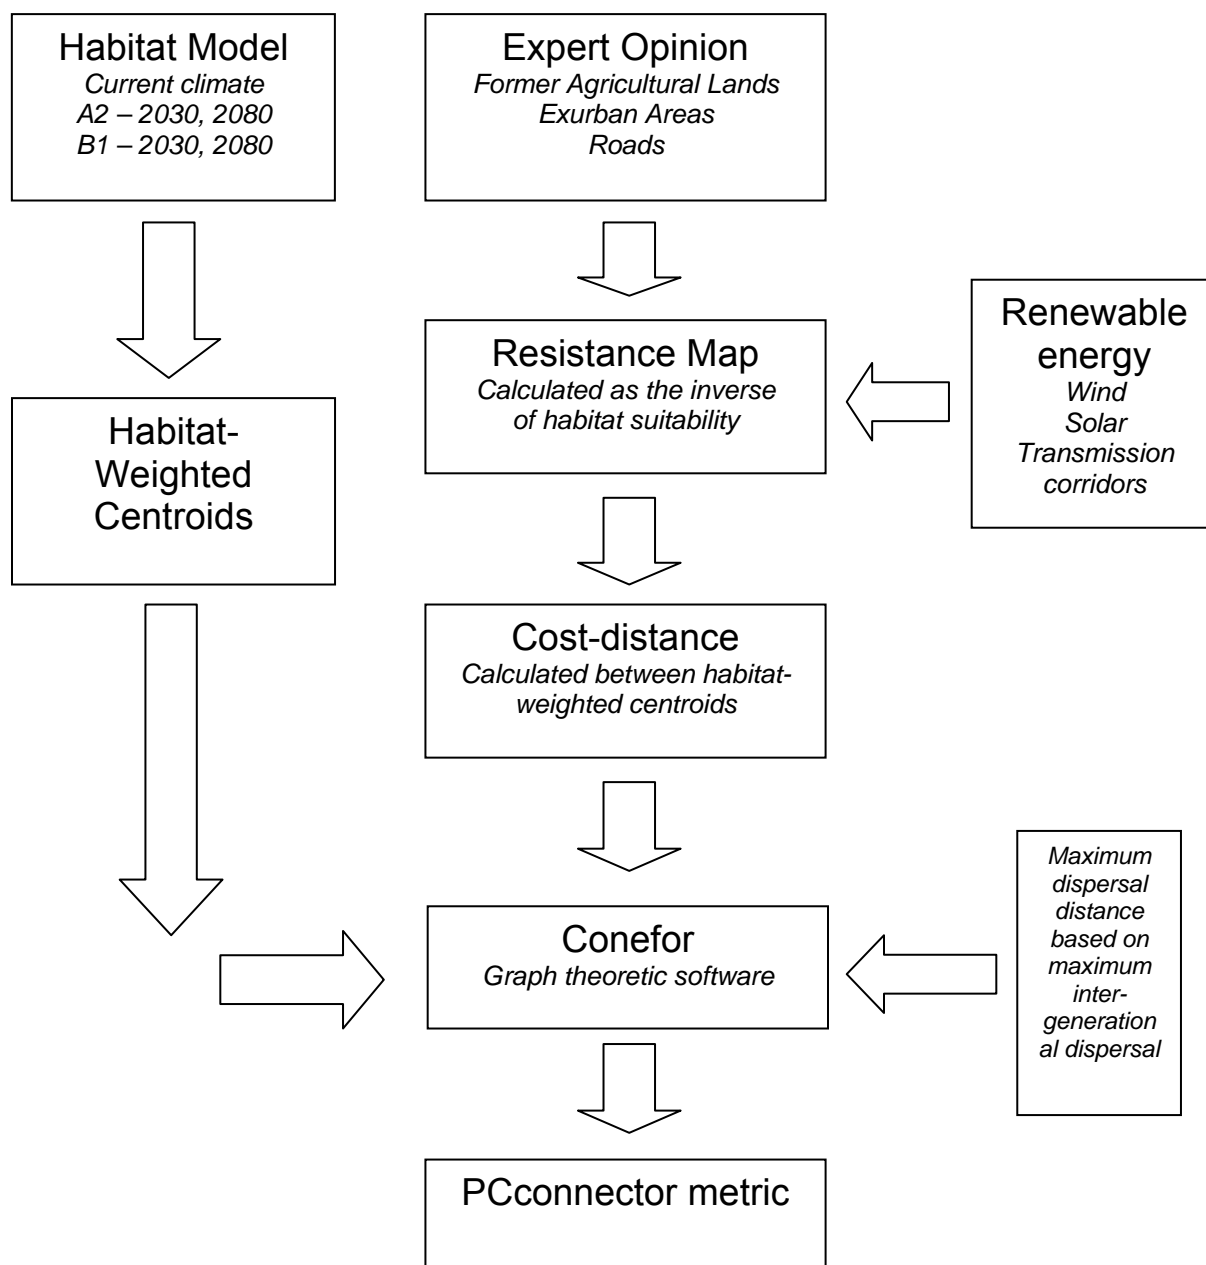 Habitat Model
Current climate
A2 – 2030, 2080
B1 – 2030, 2080
Expert Opinion
Former Agricultural Lands
Exurban Areas
Roads
Renewable
energy
Wind
Solar
Transmission
corridors
Resistance Map
Calculated as the inverse
of habitat suitability
Habitat-
Weighted
Centroids
Cost-distance
Calculated between habitat-
weighted centroids
Maximum
dispersal
distance
based on
maximum
inter-
generation
al dispersal
Conefor
Graph theoretic software
PCconnector metric